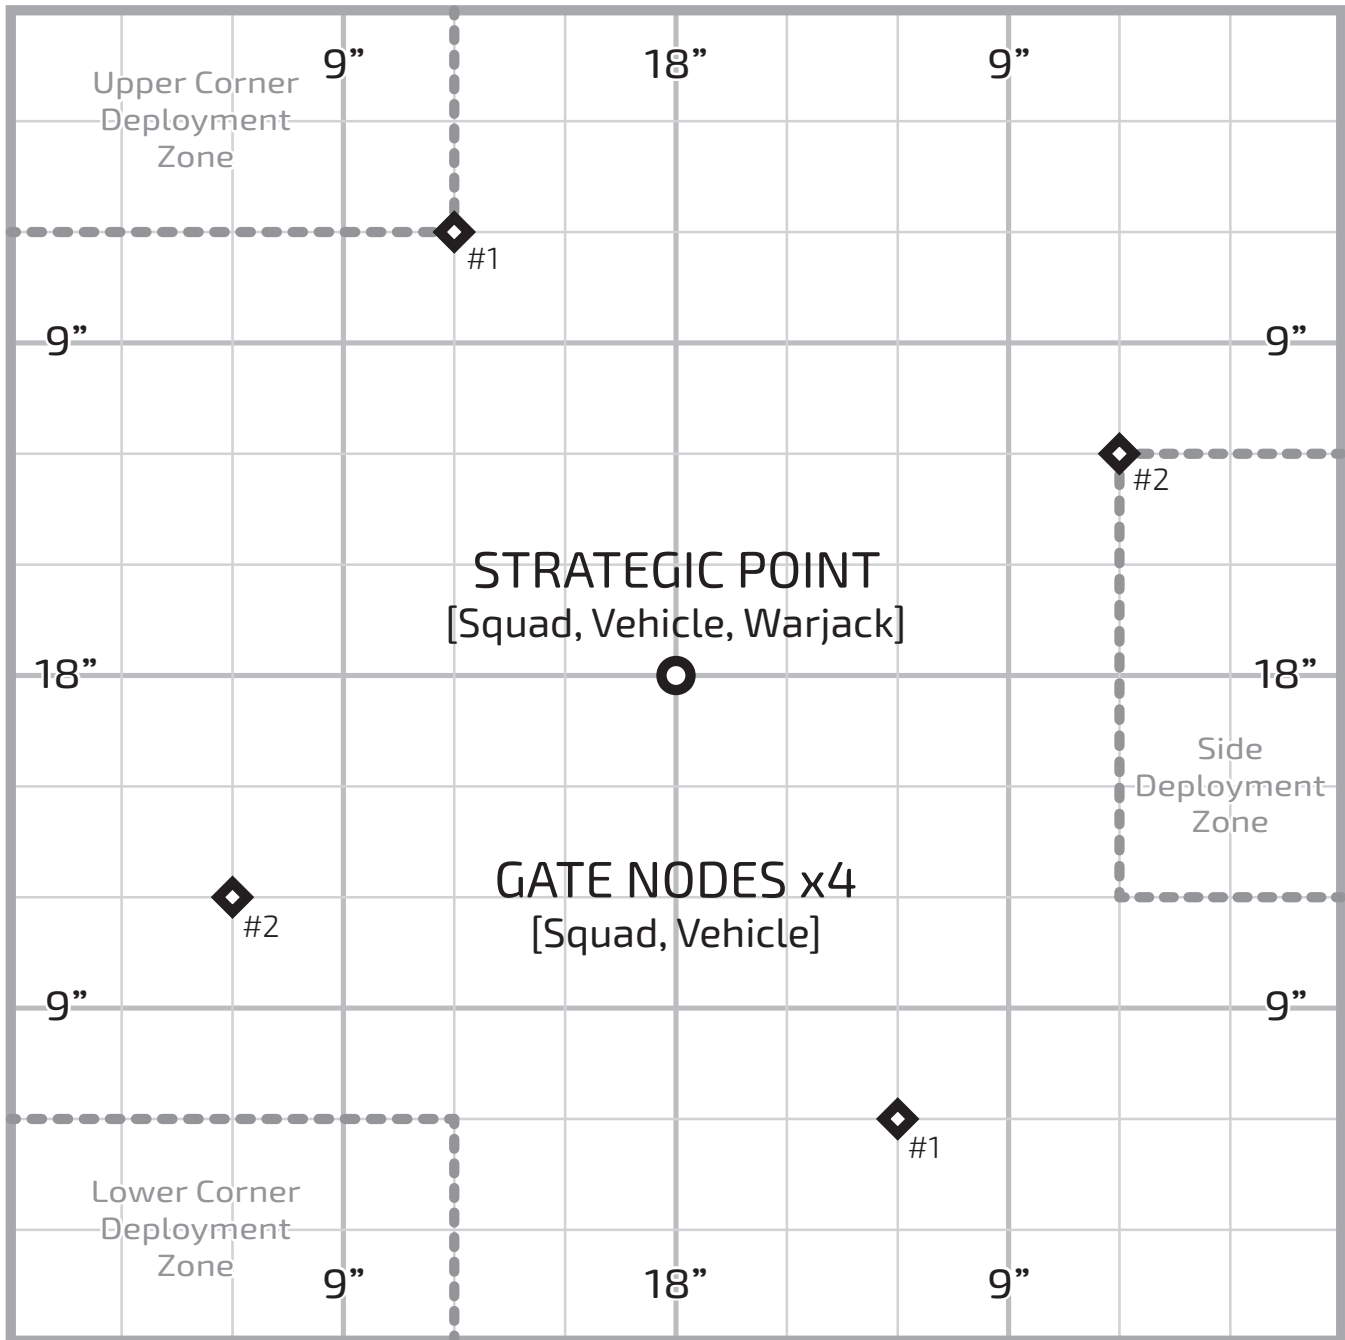 9” 18” 9”
Upper Corner
Deployment
Zone
#1
9” 9”
#2
STRATEGIC POINT
[Squad, Vehicle, Warjack]
18” 18”
Side
Deployment
Zone
GATE NODES x4
[Squad, Vehicle]
#2
9” 9”
#1
Lower Corner
Deployment
Zone
9” 18” 9”